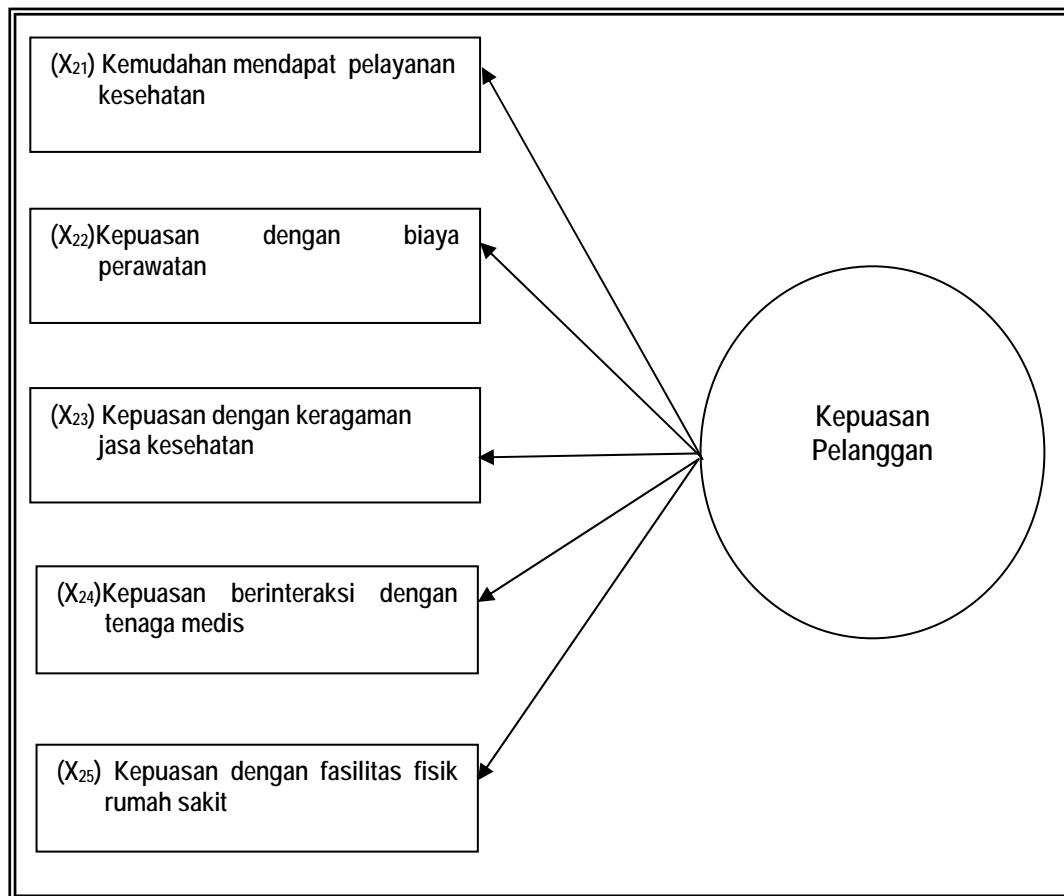 (X21) Kemudahan mendapat pelayanan
kesehatan
(X22)Kepuasan dengan biaya
perawatan
(X23) Kepuasan dengan keragaman
jasa kesehatan
(X24)Kepuasan berinteraksi dengan
tenaga medis
(X25) Kepuasan dengan fasilitas fisik
rumah sakit
Kepuasan
Pelanggan